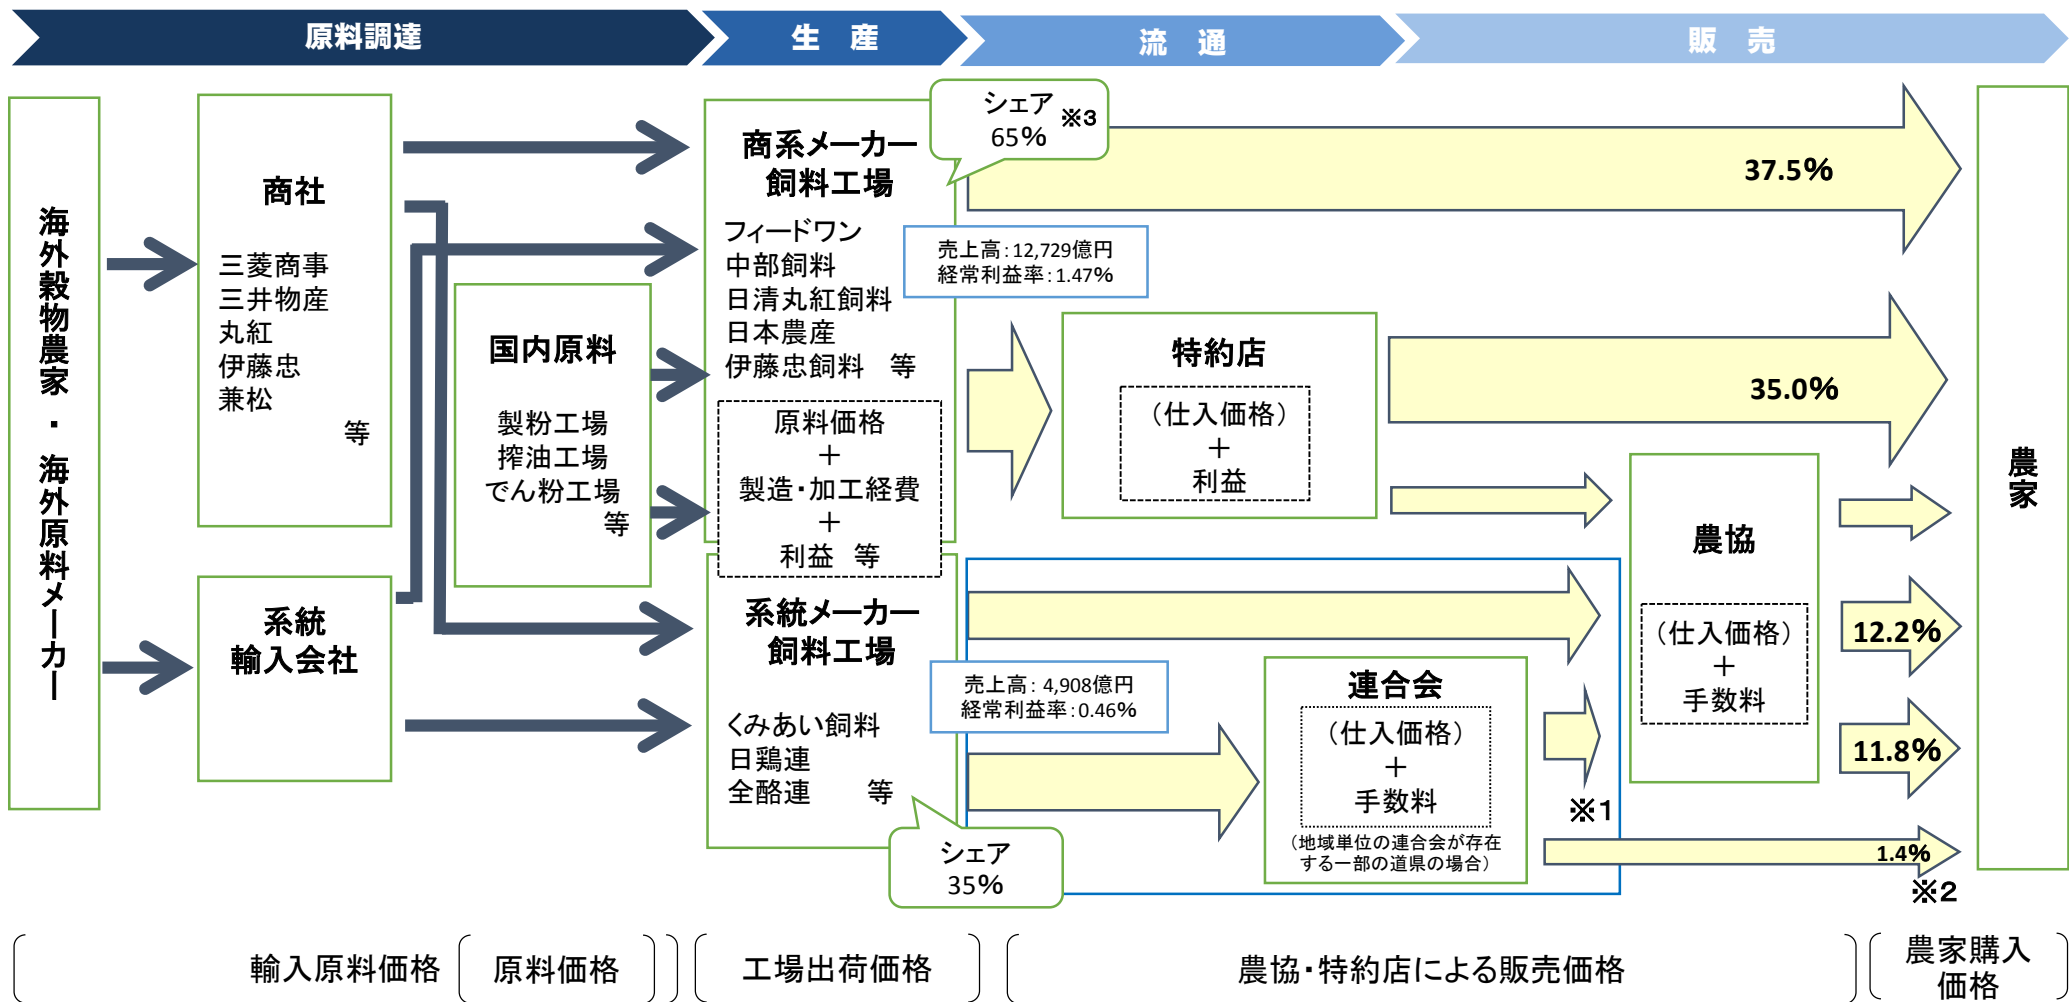 原料調達
生 産
流 通
販 売
海外穀物農家・海外原料メーカー
商社
三菱商事
三井物産
丸紅
伊藤忠
兼松
等
系統
輸入会社
国内原料
製粉工場
搾油工場
でん粉工場
等
商系メーカー
飼料工場
フィードワン
中部飼料
日清丸紅飼料
日本農産
伊藤忠飼料 等
シェア
65%
※3
売上高:12,729億円
経常利益率:1.47%
原料価格
＋
製造・加工経費
＋
利益 等
系統メーカー
飼料工場
くみあい飼料
日鶏連
全酪連 等
売上高: 4,908億円
経常利益率:0.46%
シェア
35%
特約店
（仕入価格）
＋
利益
連合会
（仕入価格）
＋
手数料
（地域単位の連合会が存在
する一部の道県の場合）
※1
農協
（仕入価格）
＋
手数料
37.5%
35.0%
12.2%
11.8%
1.4%
※2
農家
輸入原料価格
原料価格
工場出荷価格
農協・特約店による販売価格
農家購入
価格